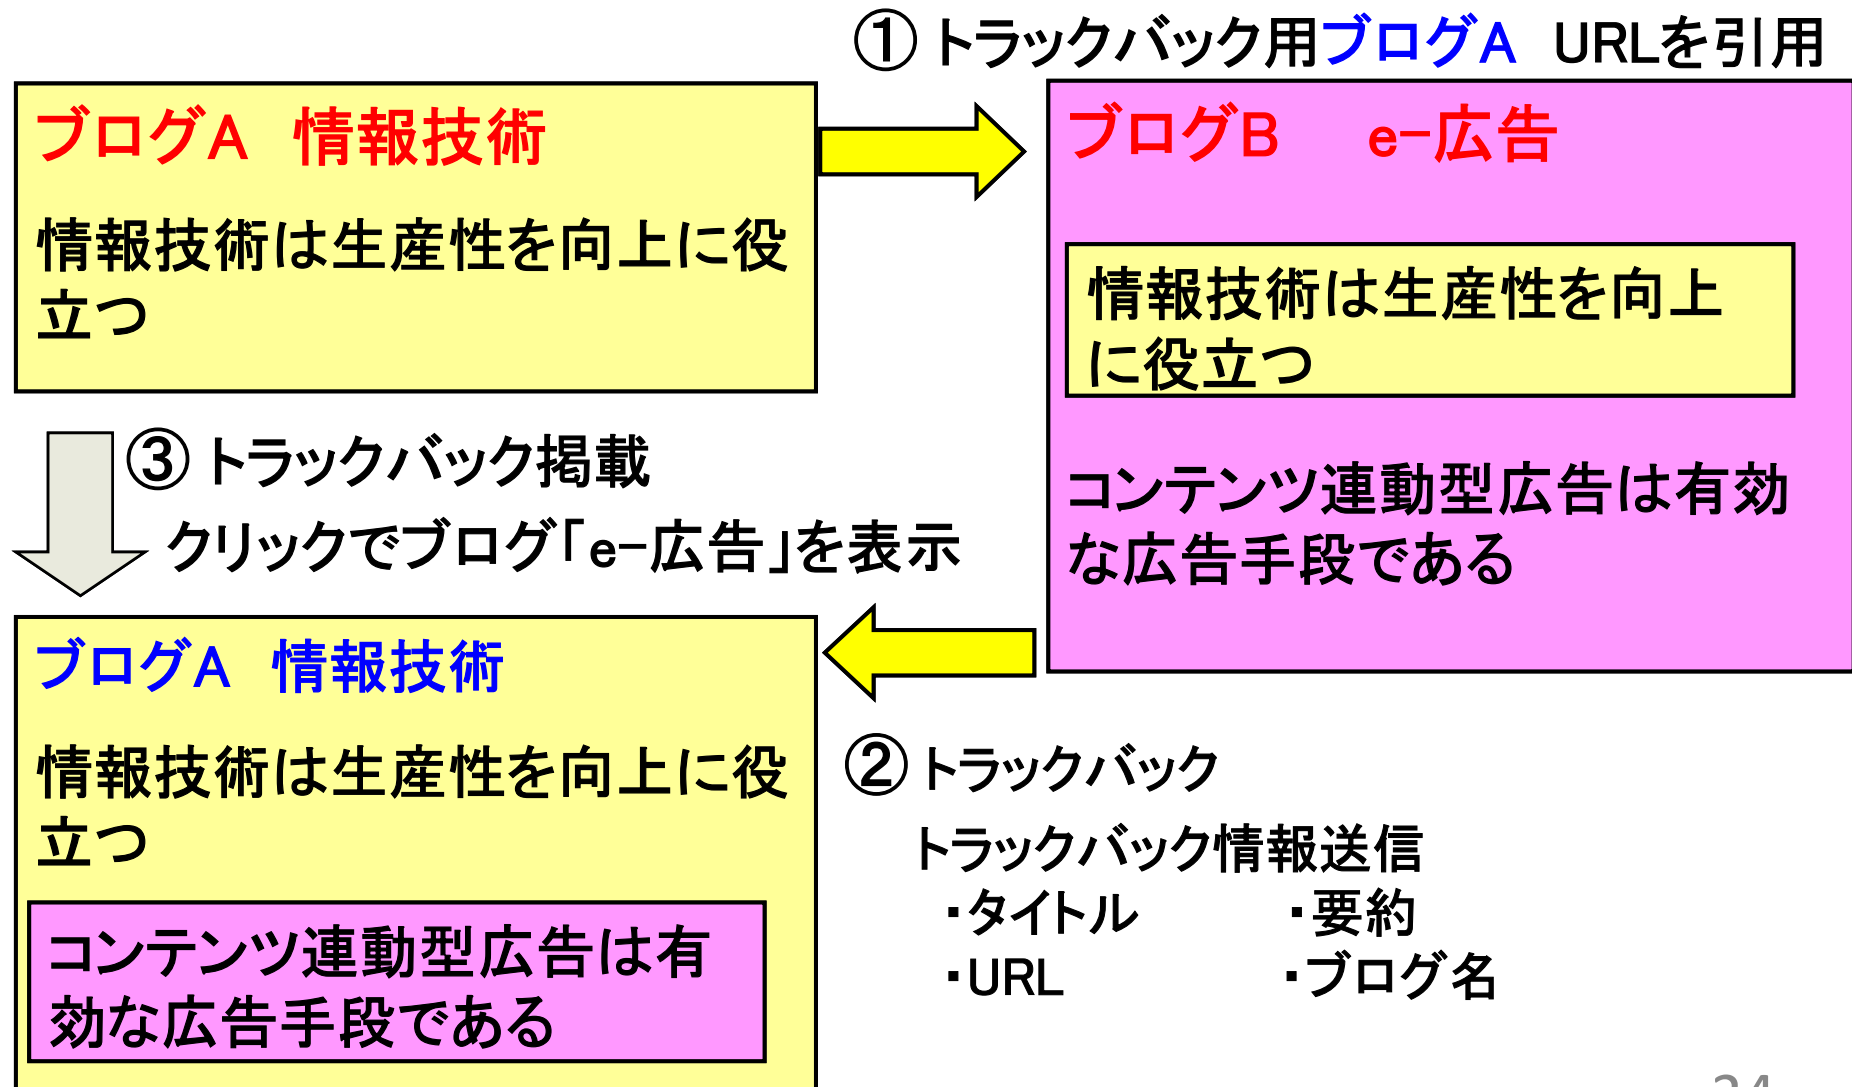 ① トラックバック用ブログA　URLを引用
ブログA　情報技術
情報技術は生産性を向上に役
立つ
ブログB　　e-広告
情報技術は生産性を向上
に役立つ
コンテンツ連動型広告は有効
な広告手段である
③ トラックバック掲載
クリックでブログ「e-広告」を表示
ブログA　情報技術
情報技術は生産性を向上に役
立つ
コンテンツ連動型広告は有
効な広告手段である
② トラックバック
トラックバック情報送信
・タイトル　　　・要約
・URL　　　　・ブログ名